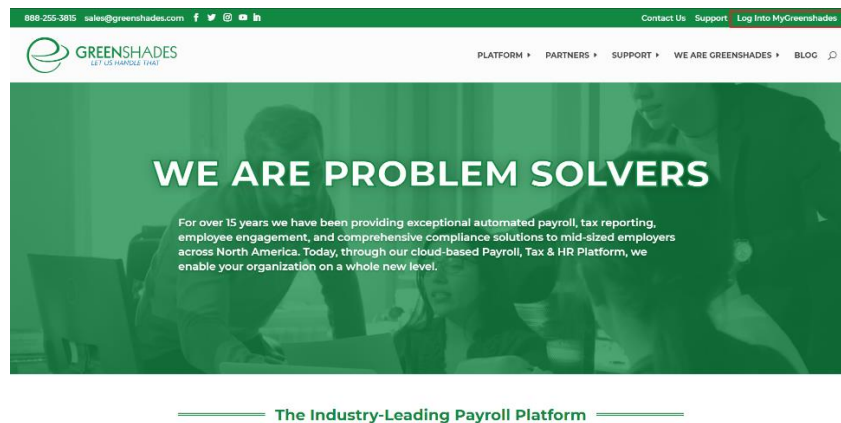 888-255-3815 sales@greenshades.com
Contact Us Support Log Into MyGreenshades
GREENSHADES
LET US HANDLE THAT
PLATFORM PARTNERS SUPPORT WE ARE GREENSHADES BLOG
WE ARE PROBLEM SOLVERS
For over 15 years we have been providing exceptional automated payroll, tax reporting,
employee engagement, and comprehensive compliance solutions to mid-sized employers
across North America. Today, through our cloud-based Payroll, Tax & HR Platform, we
enable your organization on a whole new level.
The Industry-Leading Payroll Platform